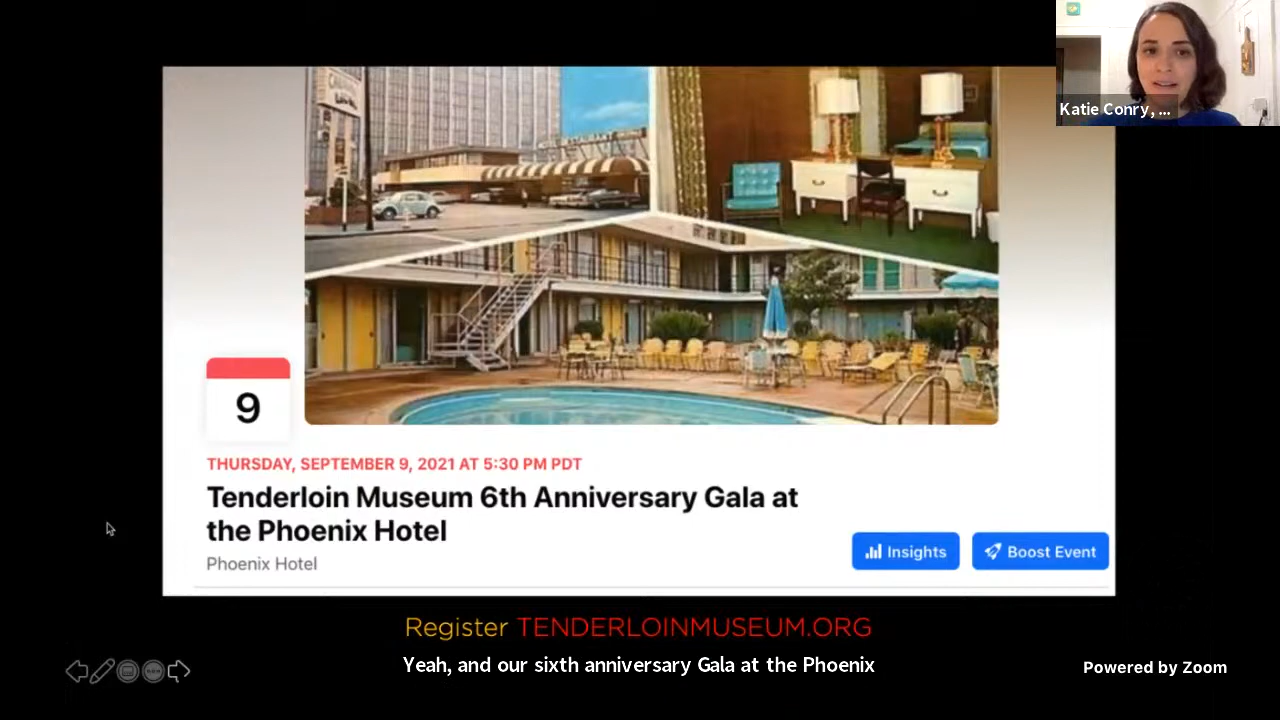 Katie Conry, ...
9
THURSDAY, SEPTEMBER 9, 2021 AT 5:30 PM PDT
Tenderloin Museum 6th Anniversary Gala at
the Phoenix Hotel
Phoenix Hotel
Insights
Boost Event
Register TENDERLOINMUSEUM.ORG
Yeah, and our sixth anniversary Gala at the Phoenix
Powered by Zoom